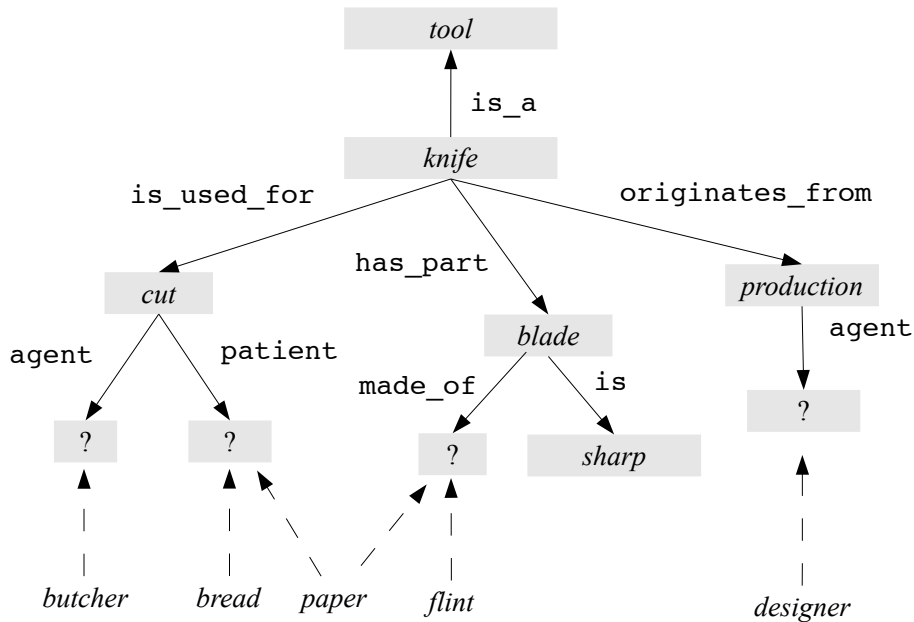 tool
is_a
knife
is_used_for
originates_from
has_part
cut
production
agent
patient
blade
agent
made_of
is
?
?
?
sharp
?
butcher
bread
paper
flint
designer